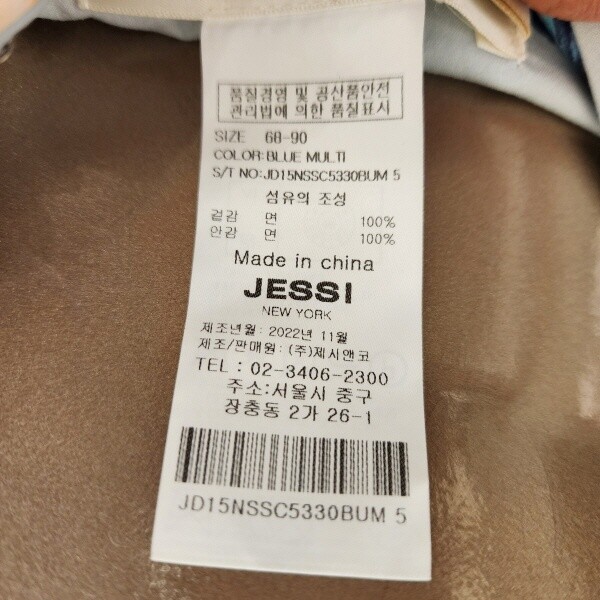 품질경영 및 공산품안전
관리법에 의한 품질표시
SIZE 68-90
COLOR:BLUE MULTI
S/T NO:JD15NSSC5330BUM 5
섬유의 조성
겉감 면 100%
안감 면 100%
Made in china
JESSI
NEW YORK
제조년월: 2022년 11월
제조/판매원: (주)제시앤코
TEL : 02-3406-2300
주소:서울시 중구
장충동 2가 26-1
JD15NSSC5330BUM 5